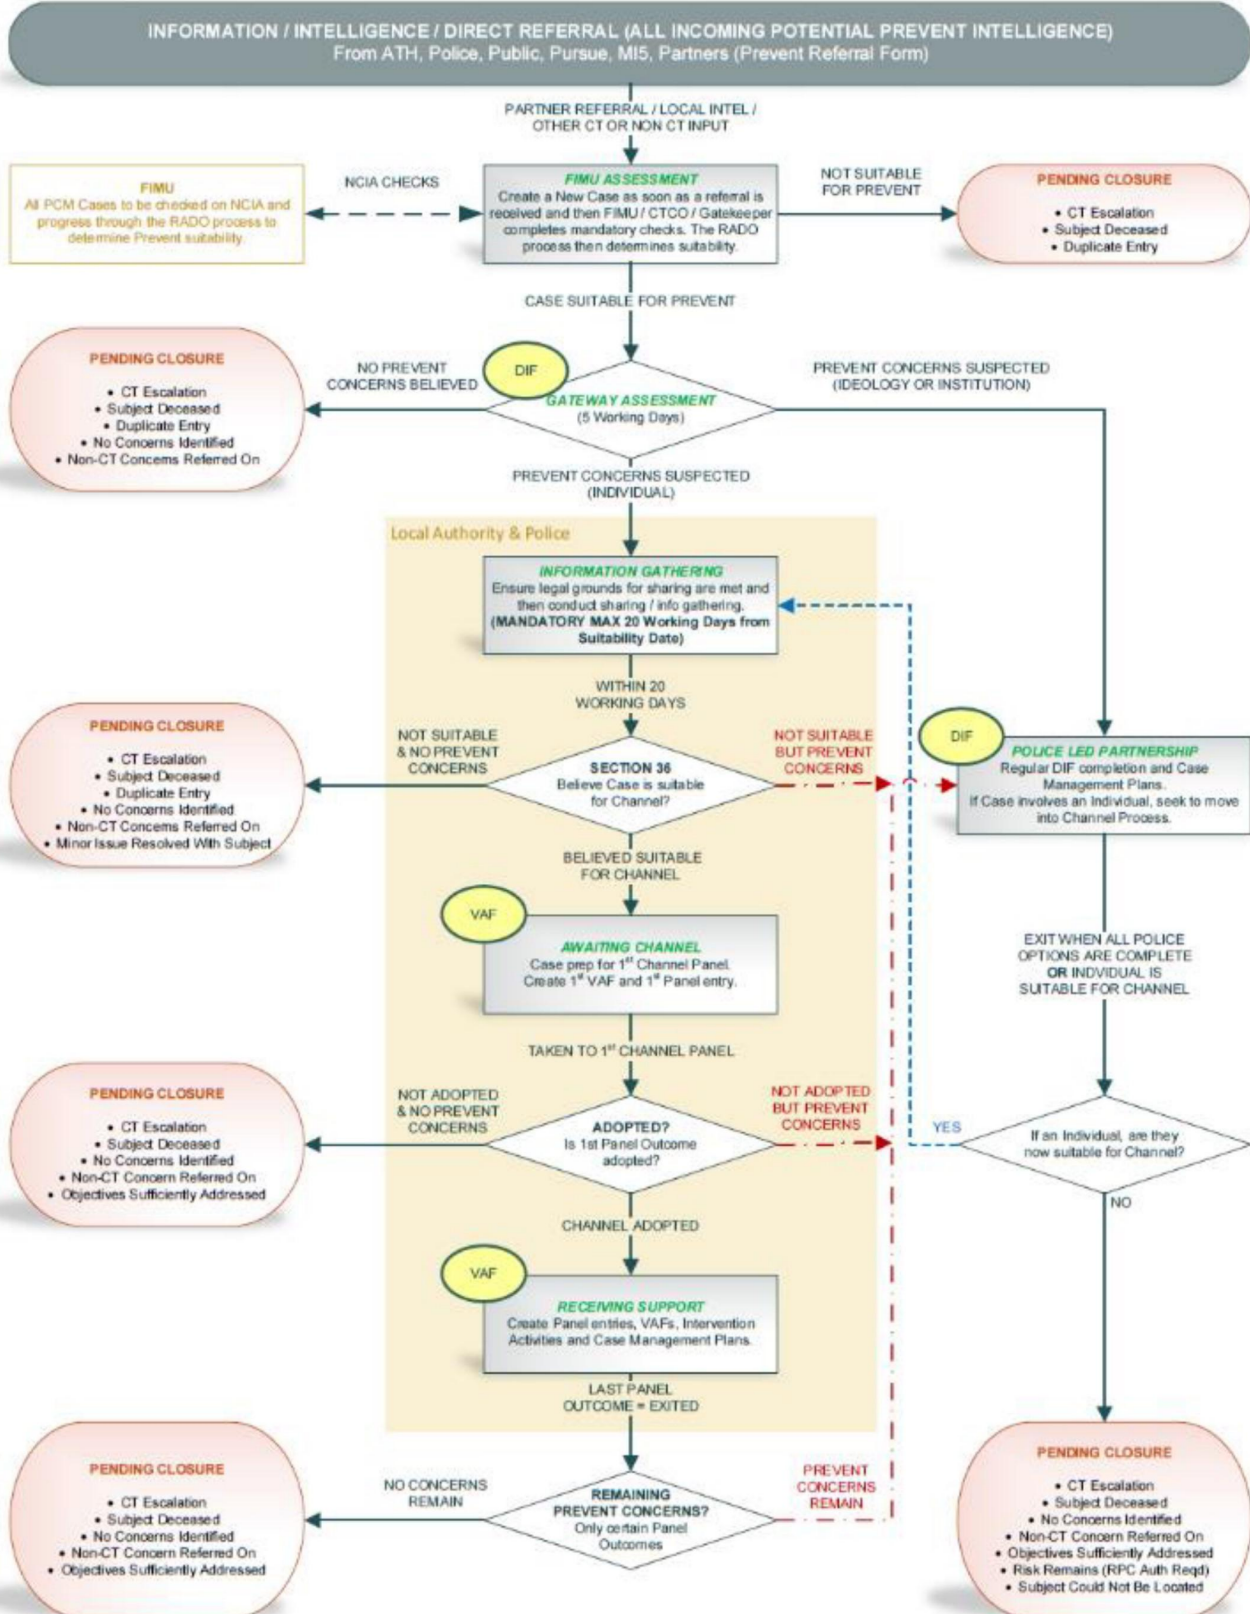 INFORMATION / INTELLIGENCE / DIRECT REFERRAL (ALL INCOMING POTENTIAL PREVENT INTELLIGENCE)
From ATH, Police, Public, Pursue, MI5, Partners (Prevent Referral Form)
PARTNER REFERRAL / LOCAL INTEL /
OTHER CT OR NON CT INPUT
FIMU
All PCM Cases to be checked on NCIA and
progress through the RADO process to
determine Prevent suitability.
NCIA CHECKS
FIMU ASSESSMENT
Create a New Case as soon as a referral is
received and then FIMU / CTCO / Gatekeeper
completes mandatory checks. The RADO
process then determines suitability.
NOT SUITABLE
FOR PREVENT
PENDING CLOSURE
• CT Escalation
• Subject Deceased
• Duplicate Entry
CASE SUITABLE FOR PREVENT
PENDING CLOSURE
• CT Escalation
• Subject Deceased
• Duplicate Entry
• No Concerns Identified
• Non-CT Concerns Referred On
NO PREVENT
CONCERNS BELIEVED
DIF
GATEWAY ASSESSMENT
(5 Working Days)
PREVENT CONCERNS SUSPECTED
(IDEOLOGY OR INSTITUTION)
PREVENT CONCERNS SUSPECTED
(INDIVIDUAL)
Local Authority & Police
INFORMATION GATHERING
Ensure legal grounds for sharing are met and
then conduct sharing / info gathering.
(MANDATORY MAX 20 Working Days from
Suitability Date)
WITHIN 20
WORKING DAYS
PENDING CLOSURE
• CT Escalation
• Subject Deceased
• Duplicate Entry
• No Concerns Identified
• Non-CT Concerns Referred On
• Minor Issue Resolved With Subject
NOT SUITABLE
& NO PREVENT
CONCERNS
SECTION 36
Believe Case is suitable
for Channel?
NOT SUITABLE
BUT PREVENT
CONCERNS
DIF
POLICE LED PARTNERSHIP
Regular DIF completion and Case
Management Plans.
If Case involves an Individual, seek to move
into Channel Process.
BELIEVED SUITABLE
FOR CHANNEL
VAF
AWAITING CHANNEL
Case prep for 1st Channel Panel.
Create 1st VAF and 1st Panel entry.
EXIT WHEN ALL POLICE
OPTIONS ARE COMPLETE
OR INDIVIDUAL IS
SUITABLE FOR CHANNEL
TAKEN TO 1st CHANNEL PANEL
PENDING CLOSURE
• CT Escalation
• Subject Deceased
• No Concerns Identified
• Non-CT Concern Referred On
• Objectives Sufficiently Addressed
NOT ADOPTED
& NO PREVENT
CONCERNS
ADOPTED?
Is 1st Panel Outcome
adopted?
NOT ADOPTED
BUT PREVENT
CONCERNS
YES
If an Individual, are they
now suitable for Channel?
NO
CHANNEL ADOPTED
VAF
RECEIVING SUPPORT
Create Panel entries, VAFs, Intervention
Activities and Case Management Plans.
LAST PANEL
OUTCOME = EXITED
PENDING CLOSURE
• CT Escalation
• Subject Deceased
• No Concerns Identified
• Non-CT Concern Referred On
• Objectives Sufficiently Addressed
NO CONCERNS
REMAIN
REMAINING
PREVENT CONCERNS?
Only certain Panel
Outcomes
PREVENT
CONCERNS
REMAIN
PENDING CLOSURE
• CT Escalation
• Subject Deceased
• No Concerns Identified
• Non-CT Concern Referred On
• Objectives Sufficiently Addressed
• Risk Remains (RPC Auth Reqd)
• Subject Could Not Be Located